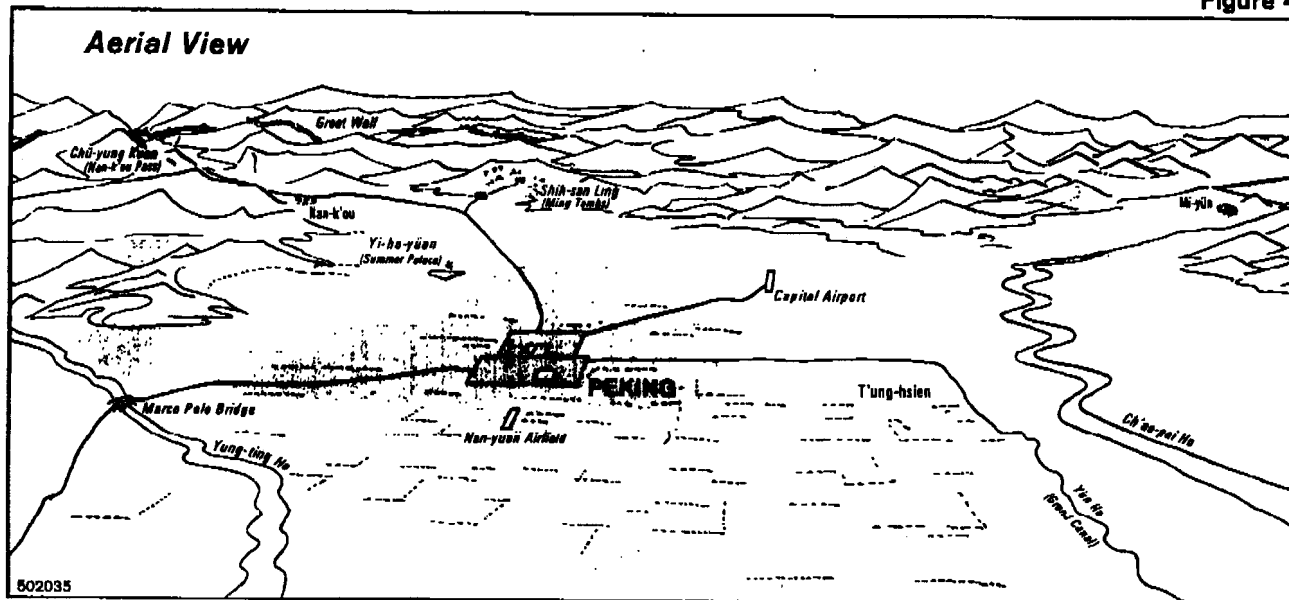 Figure 4
Aerial View
Great Wall
Chü-yung Kuan
(Nan-k'ou Pass)
Shih-san Ling
(Ming Tombs)
Nan-k'ou
Mi-yün
Yi-ho-yüan
(Summer Palace)
Capital Airport
PEKING
T'ung-hsien
Marco Polo Bridge
Nan-yuan Airfield
Ch'ao-pai Ho
Yung-ting Ho
Yün Ho
(Grand Canal)
502035